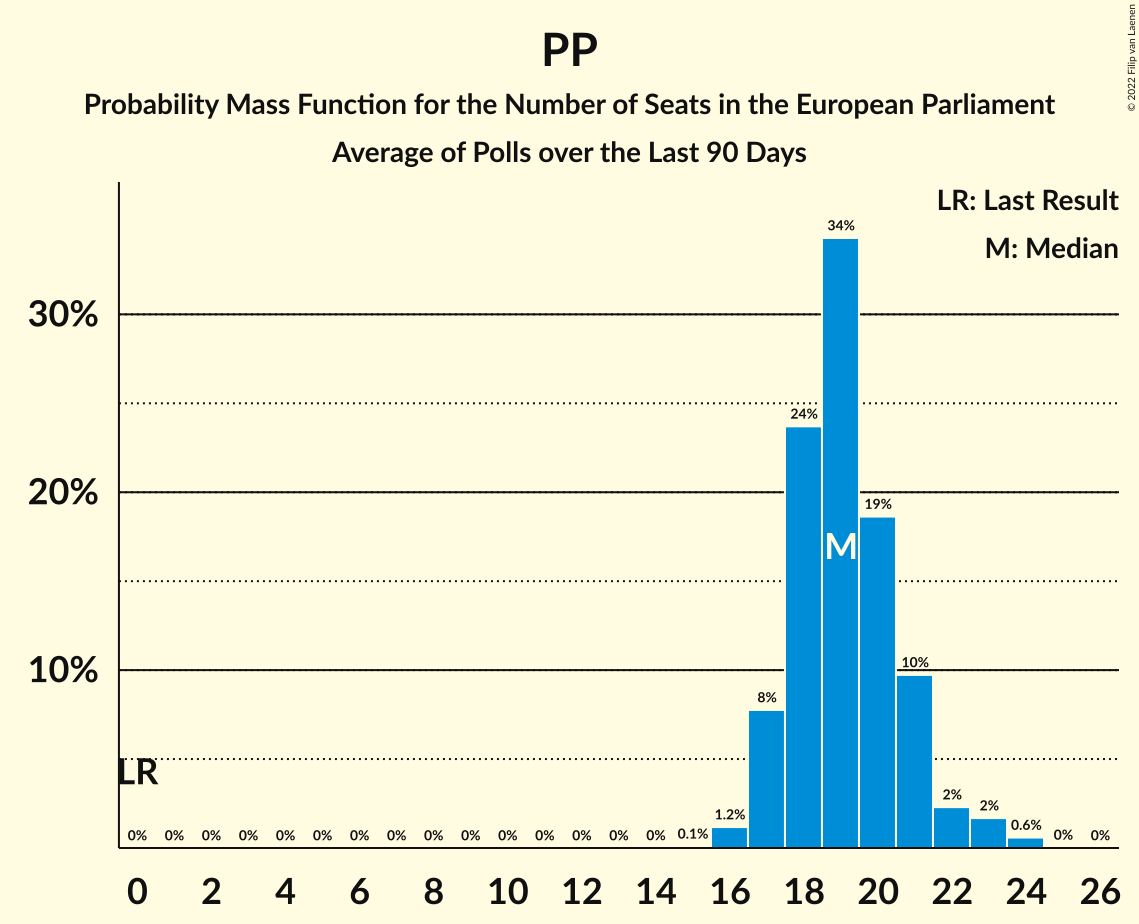 PP
Probability Mass Function for the Number of Seats in the European Parliament
Average of Polls over the Last 90 Days
© 2022 Filip van Laenen
LR: Last Result
M: Median
34%
30%
24%
20%
19%
M
10%
10%
8%
LR
2%
2%
1.2%
0.6%
0% 0% 0% 0% 0% 0% 0% 0% 0% 0% 0% 0% 0% 0% 0% 0.1% 0% 0%
0 2 4 6 8 10 12 14 16 18 20 22 24 26